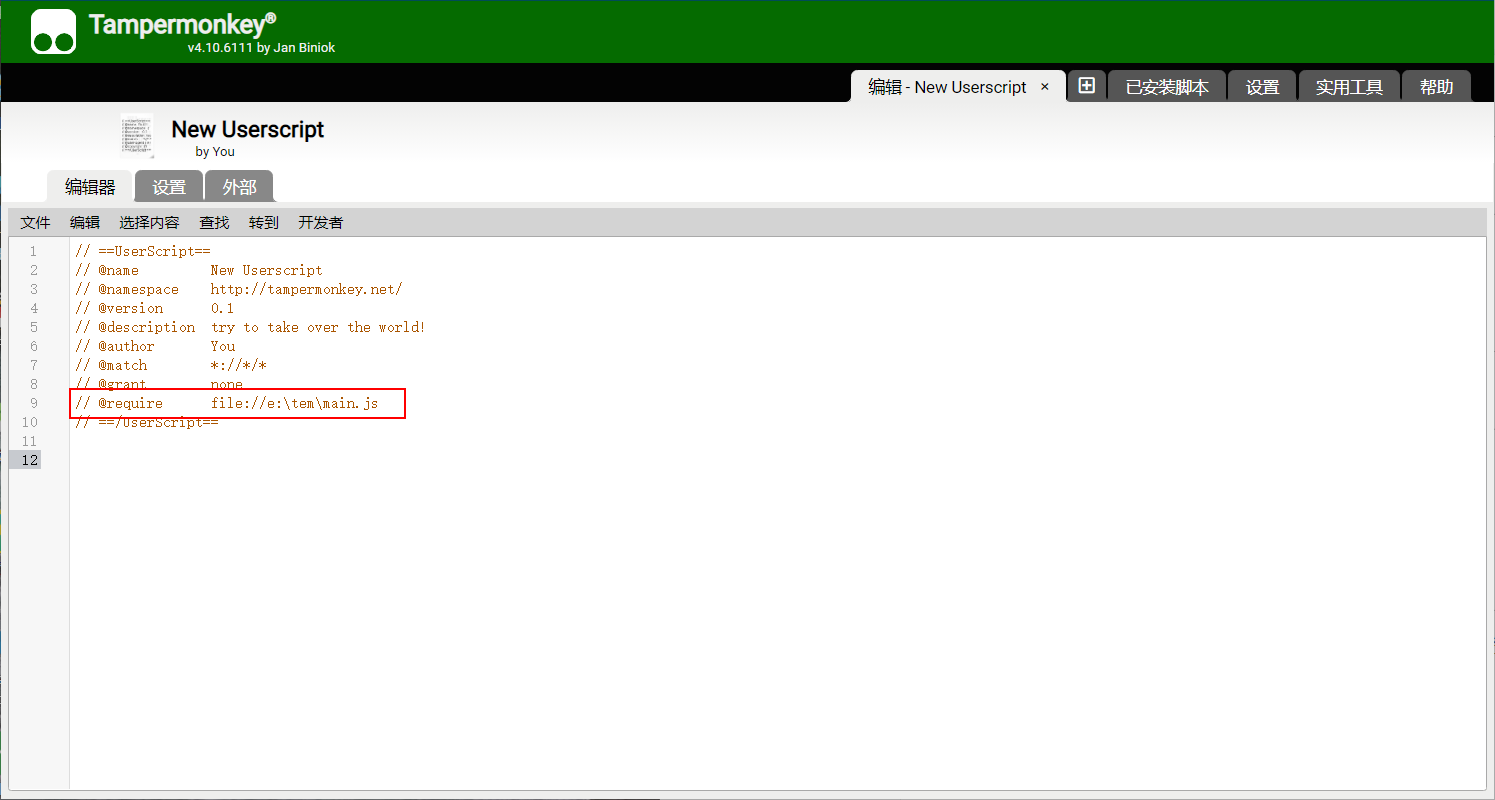 Tampermonkey®
v4.10.6111 by Jan Biniok
编辑 - New Userscript × 已安装脚本 设置 实用工具 帮助
New Userscript
by You
编辑器 设置 外部
文件 编辑 选择内容 查找 转到 开发者
1 // ==UserScript==
2 // @name New Userscript
3 // @namespace http://tampermonkey.net/
4 // @version 0.1
5 // @description try to take over the world!
6 // @author You
7 // @match *://*/*
8 // @grant none
9 // @require file://e:\tem\main.js
10 // ==/UserScript==
11
12